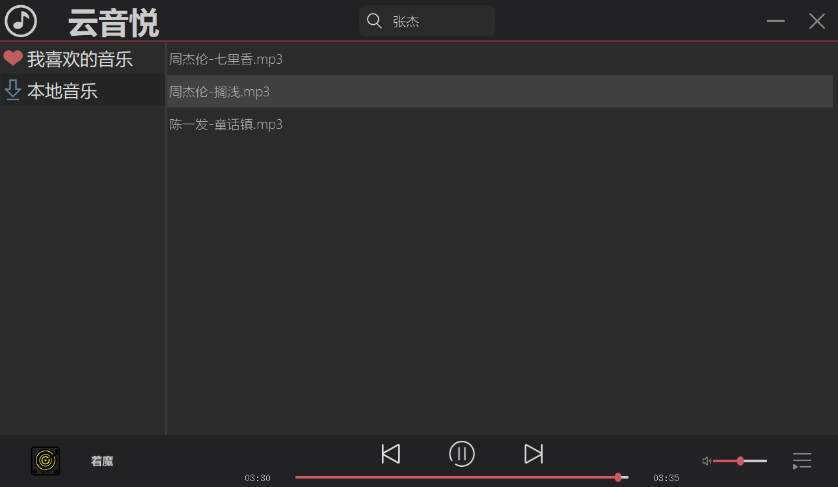 云音悦
张杰
我喜欢的音乐
本地音乐
周杰伦-七里香.mp3
周杰伦-搁浅.mp3
陈一发-童话镇.mp3
着魔
03:30
03:35